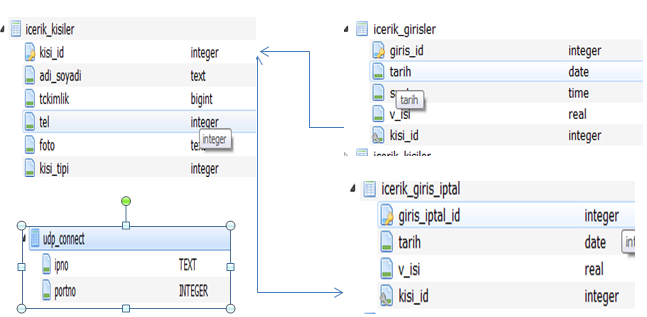 icerik_kisiler
kisi_id integer
adi_soyadi text
tckimlik bigint
tel integer
integer
foto
kisi_tipi integer
udp_connect
ipno TEXT
portno INTEGER
icerik_girisler
giris_id integer
tarih date
time
tarih
v_isi real
kisi_id integer
icerik_kisiler
icerik_giris_iptal
giris_iptal_id integer
tarih date
v_isi real
kisi_id integer